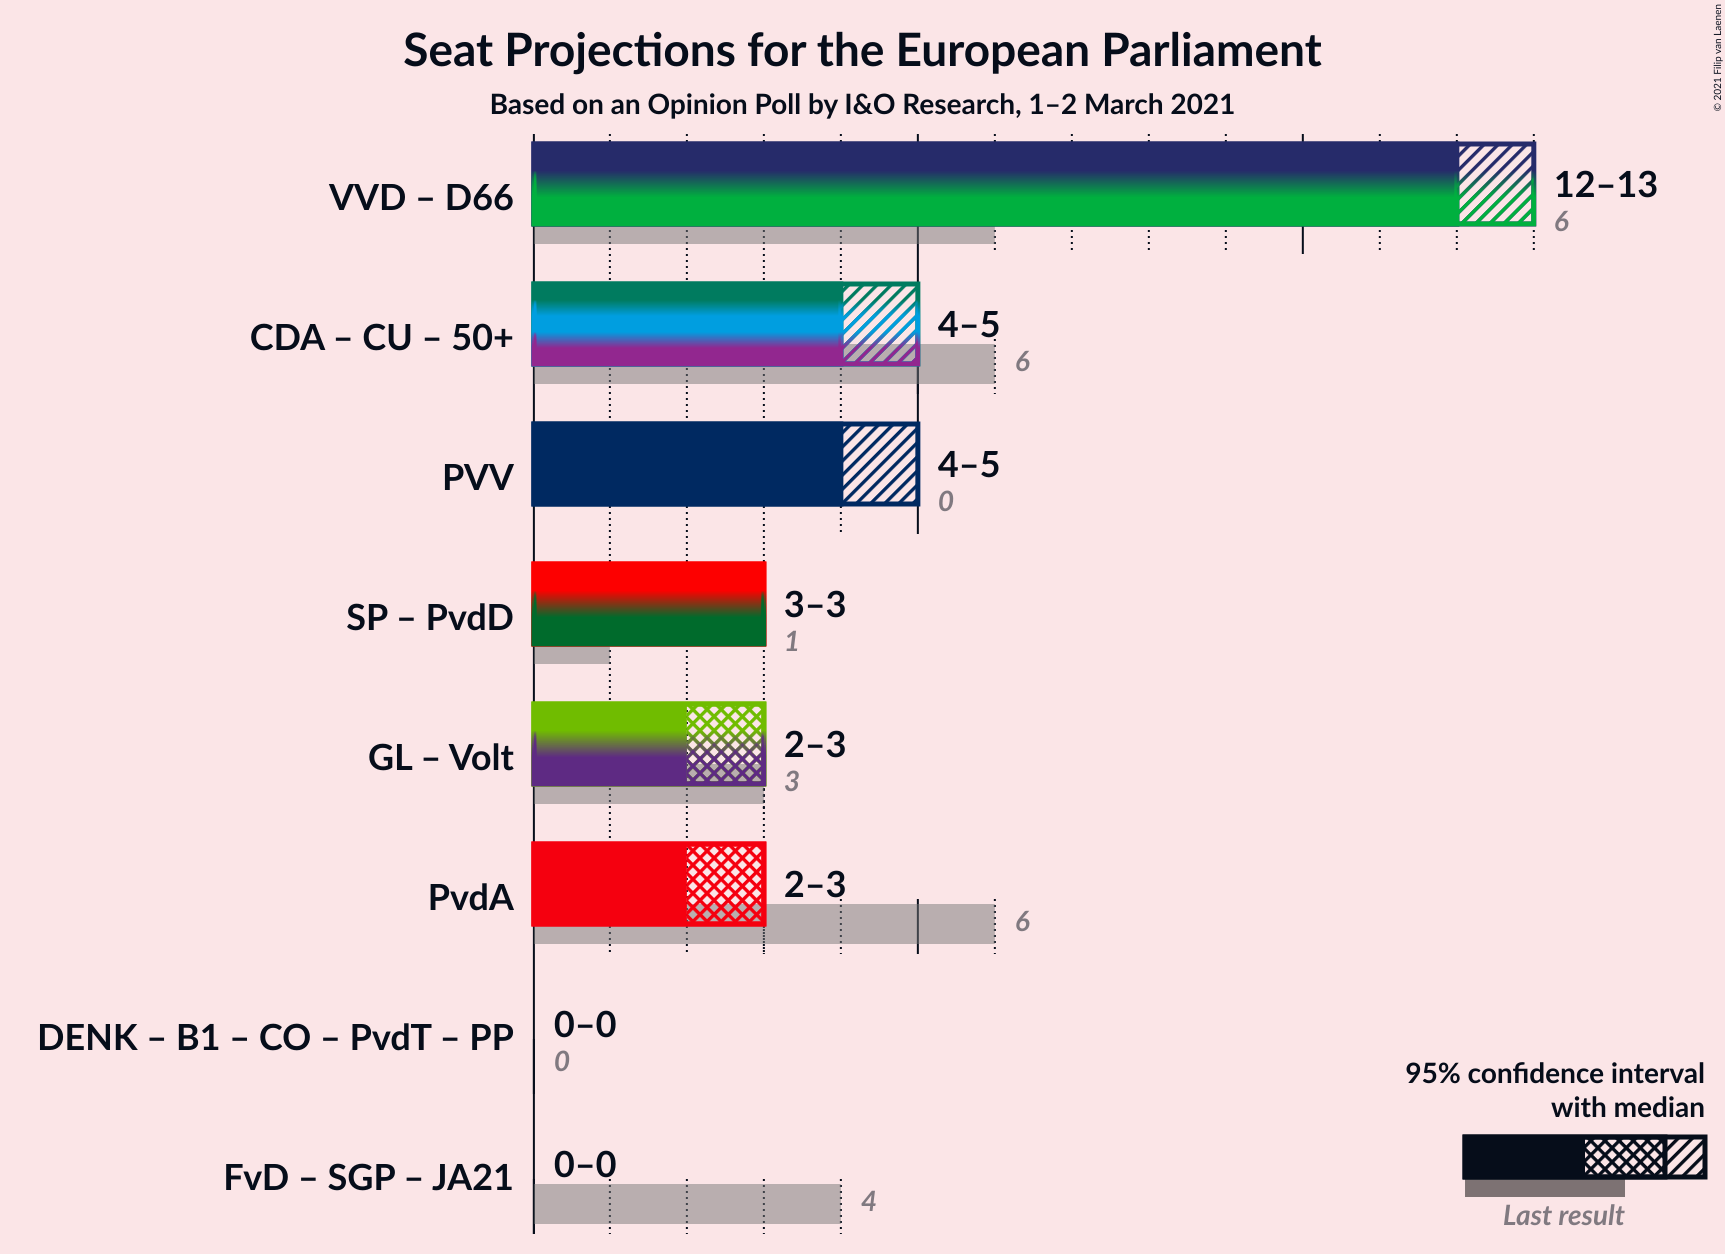 Seat Projections for the European Parliament
Based on an Opinion Poll by I&O Research, 1–2 March 2021
© 2021 Filip van Laenen
VVD – D66
12–13
6
CDA – CU – 50+
4–5
6
PVV
4–5
0
SP – PvdD
3–3
1
GL – Volt
2–3
3
PvdA
2–3
6
DENK – B1 – CO – PvdT – PP
0–0
0
FvD – SGP – JA21
0–0
4
95% confidence interval
with median
Last result